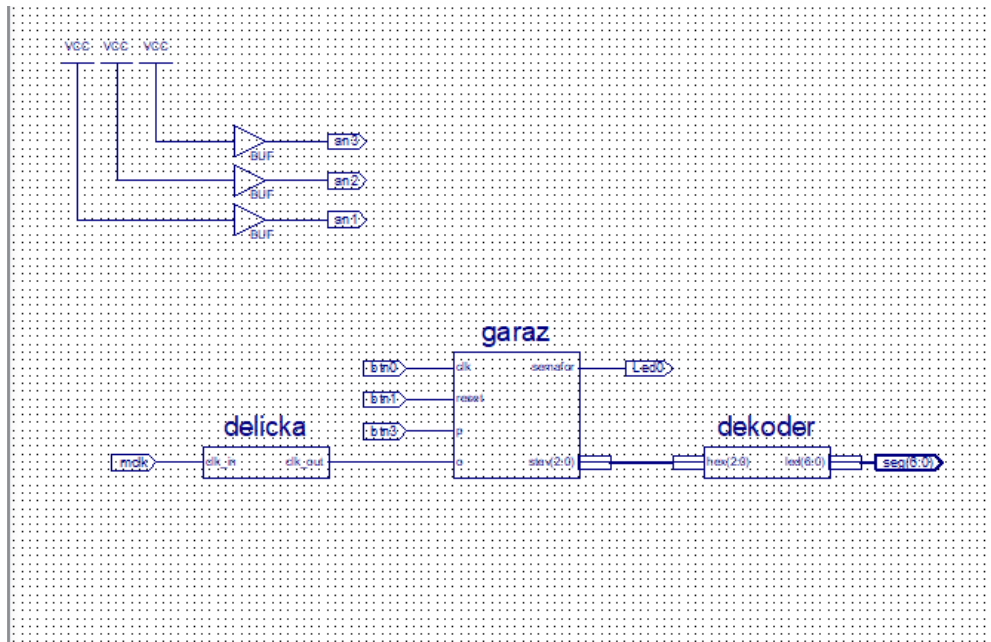 VCC VCC VCC
an3
BUF
an2
BUF
an1
BUF
garaz
btn0 clk semafor Led0
btn1 reset
delicka btn3 p dekoder
mclk clk_in clk_out o stav(2:0) hex(2:0) led(6:0) seg(6:0)